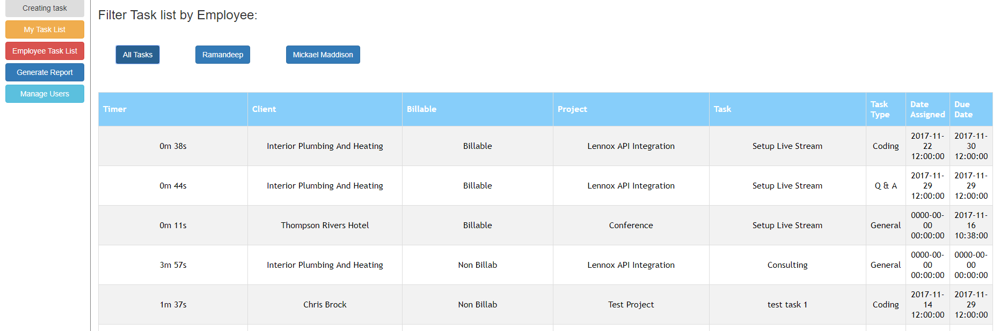 Creating task
My Task List
Employee Task List
Generate Report
Manage Users
Filter Task list by Employee:
All Tasks Ramandeep Mickael Maddison
Timer Client Billable Project Task Task Type Date Assigned Due Date
0m 38s Interior Plumbing And Heating Billable Lennox API Integration Setup Live Stream Coding 2017-11-22 12:00:00 2017-11-30 12:00:00
0m 44s Interior Plumbing And Heating Billable Lennox API Integration Setup Live Stream Q & A 2017-11-29 12:00:00 2017-11-29 12:00:00
0m 11s Thompson Rivers Hotel Billable Conference Setup Live Stream General 0000-00-00 00:00:00 2017-11-16 10:38:00
3m 57s Interior Plumbing And Heating Non Billab Lennox API Integration Consulting General 0000-00-00 00:00:00 0000-00-00 00:00:00
1m 37s Chris Brock Non Billab Test Project test task 1 Coding 2017-11-14 12:00:00 2017-11-29 12:00:00